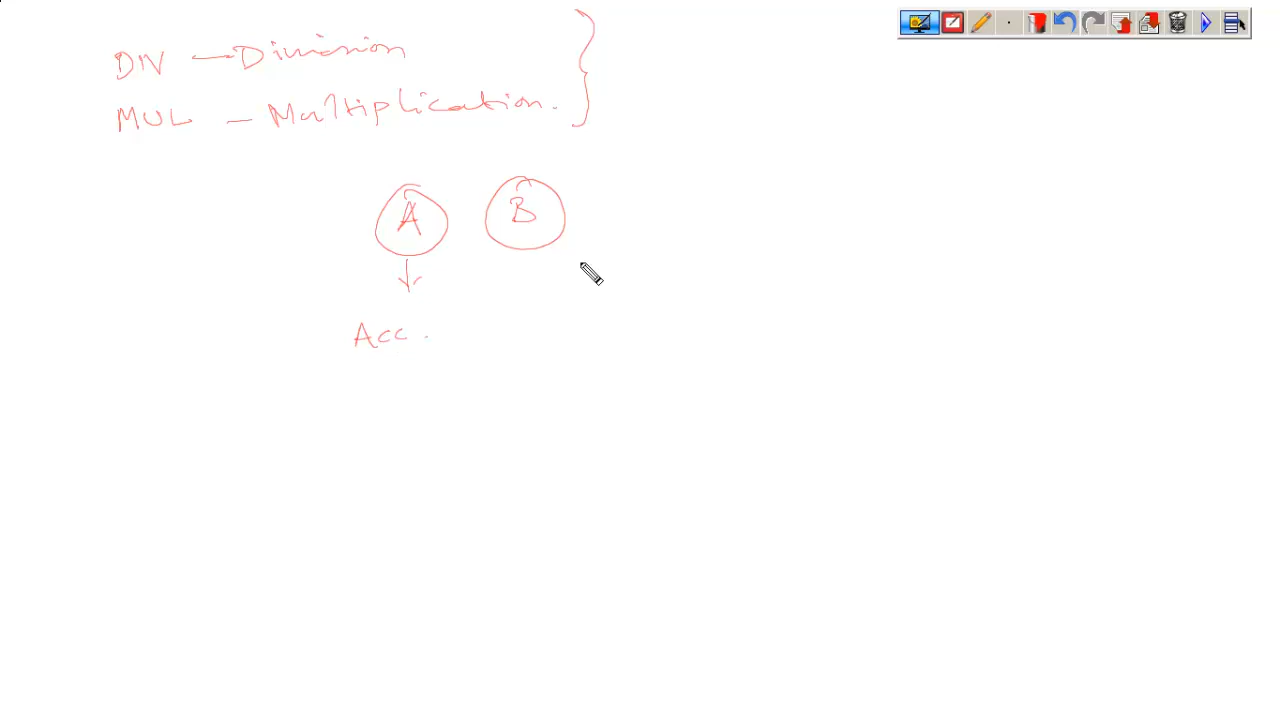 DIV — Division
MUL – Multiplication.
A B
Acc.